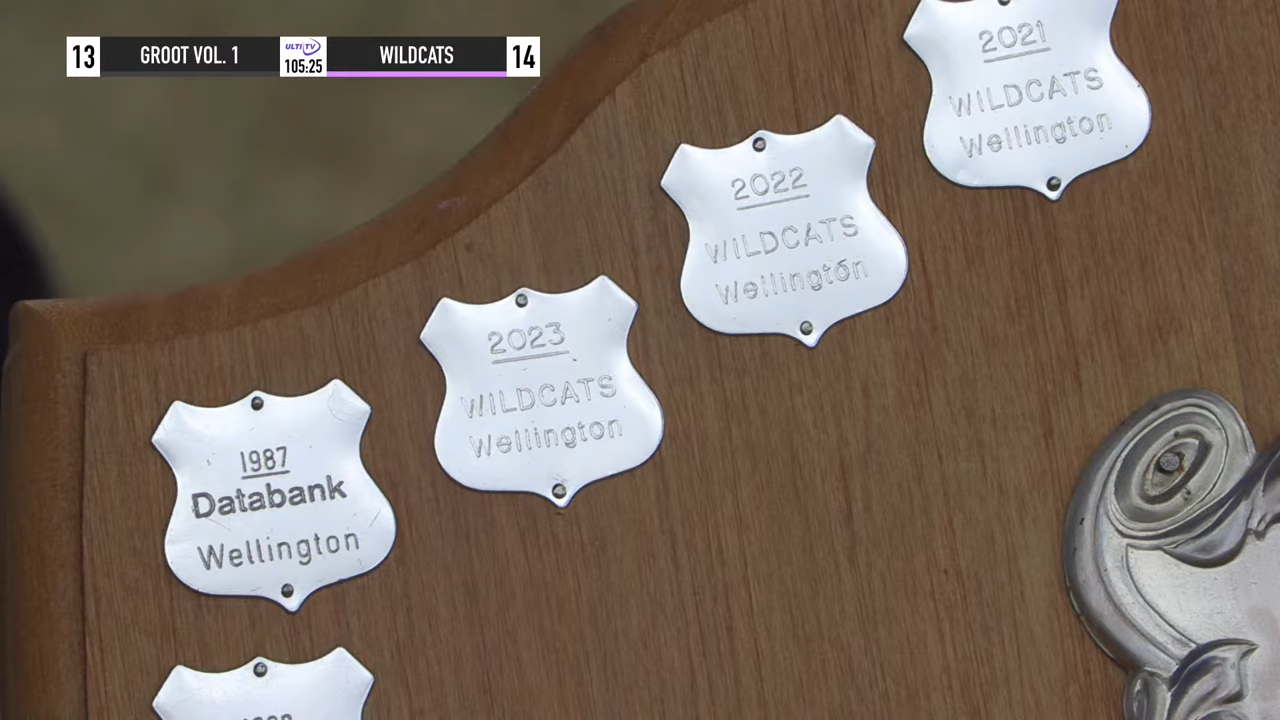 13 GROOT VOL. 1 ULTI TV 105:25 WILDCATS 14
2021
WILDCATS
Wellington
2022
WILDCATS
Wellington
2023
WILDCATS
Wellington
1987
Databank
Wellington